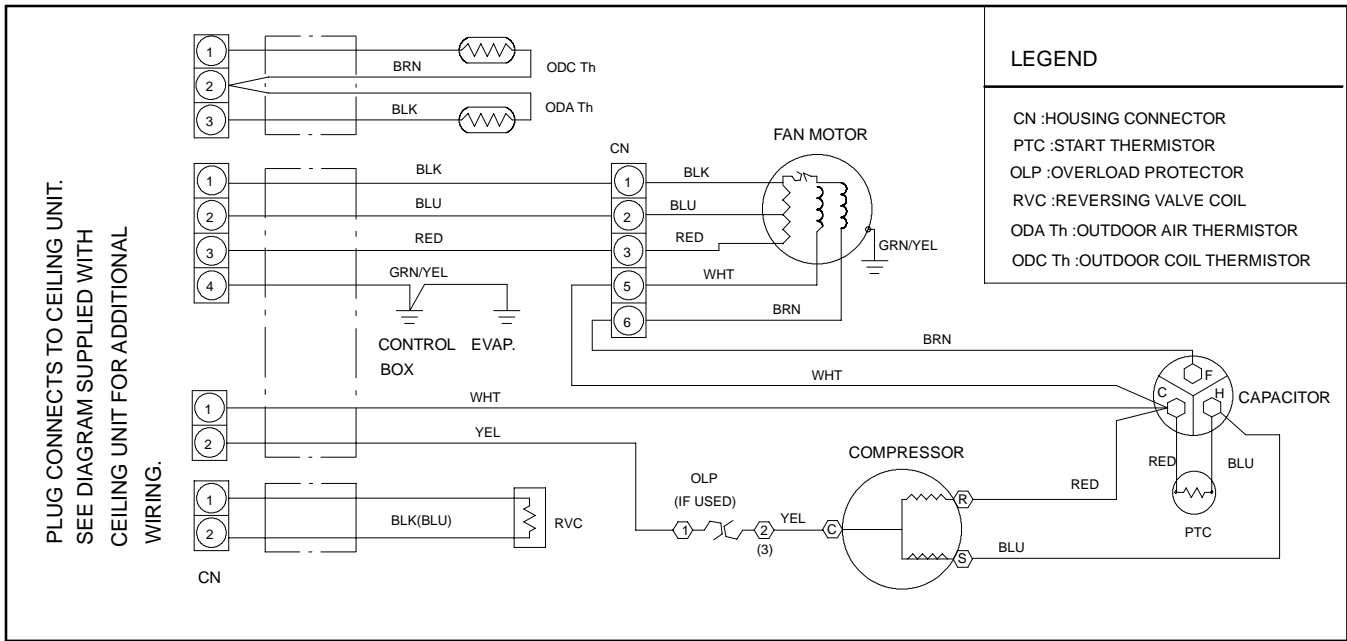 PLUG CONNECTS TO CEILING UNIT.
SEE DIAGRAM SUPPLIED WITH
CEILING UNIT FOR ADDITIONAL
WIRING.
1
2
3
BRN
BLK
ODC Th
ODA Th
1
2
3
4
BLK
BLU
RED
GRN/YEL
CONTROL
BOX
EVAP.
CN
1
2
3
5
6
BLK
BLU
RED
WHT
BRN
FAN MOTOR
GRN/YEL
BRN
WHT
1
2
WHT
YEL
1
2
CN
BLK(BLU)
RVC
OLP
(IF USED)
1
2
(3)
YEL
COMPRESSOR
C
R
S
RED
BLU
C
F
H
CAPACITOR
RED
BLU
PTC
LEGEND
CN :HOUSING CONNECTOR
PTC :START THERMISTOR
OLP :OVERLOAD PROTECTOR
RVC :REVERSING VALVE COIL
ODA Th :OUTDOOR AIR THERMISTOR
ODC Th :OUTDOOR COIL THERMISTOR